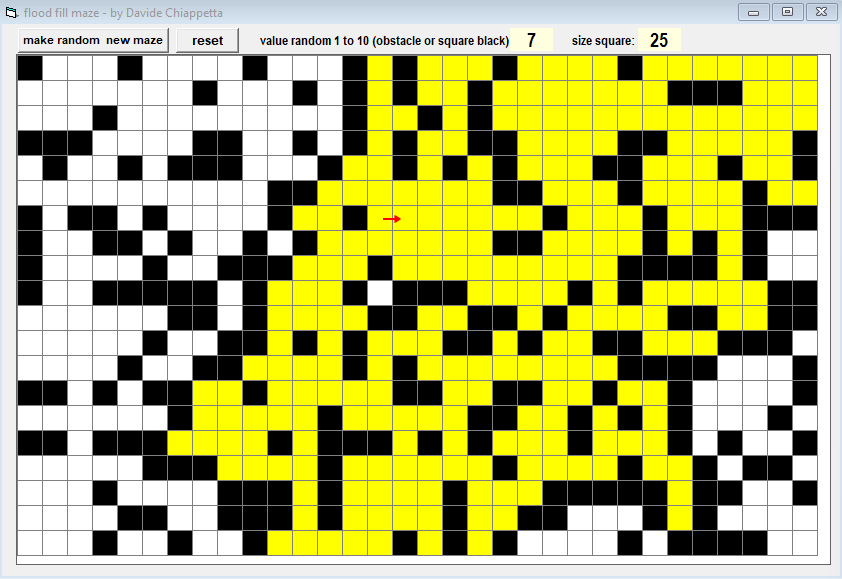 flood fill maze - by Davide Chiappetta
make random new maze reset value random 1 to 10 (obstacle or square black) 7 size square: 25